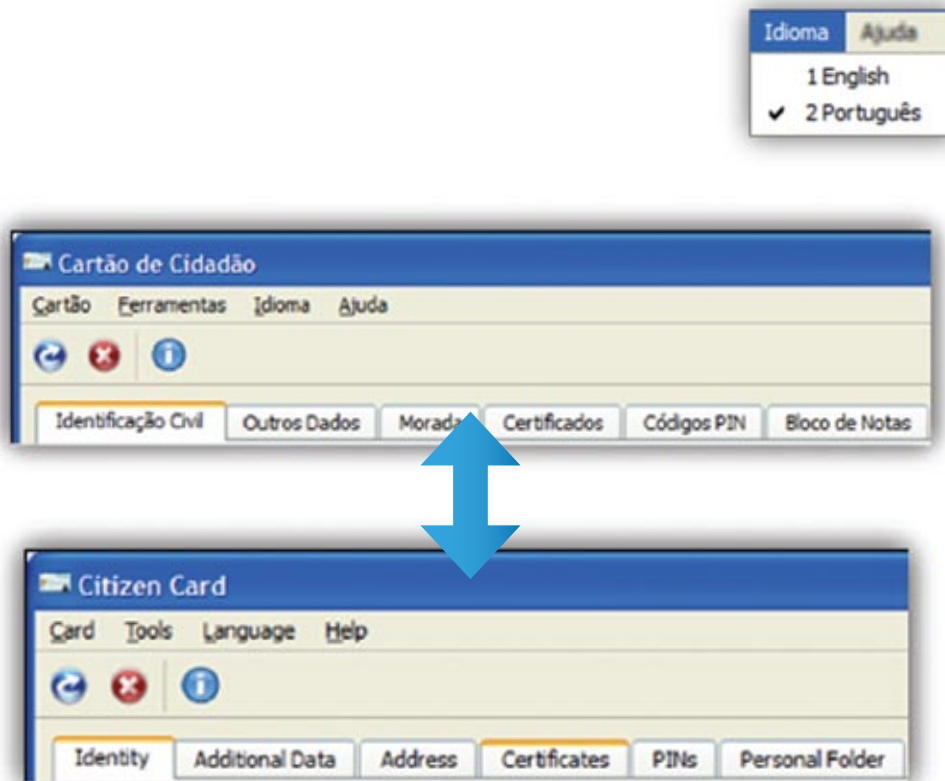 Idioma Ajuda
1 English
✔ 2 Português
Cartão de Cidadão
Cartão Ferramentas Idioma Ajuda
Identificação Civil Outros Dados Morada Certificados Códigos PIN Bloco de Notas
Citizen Card
Card Tools Language Help
Identity Additional Data Address Certificates PINs Personal Folder